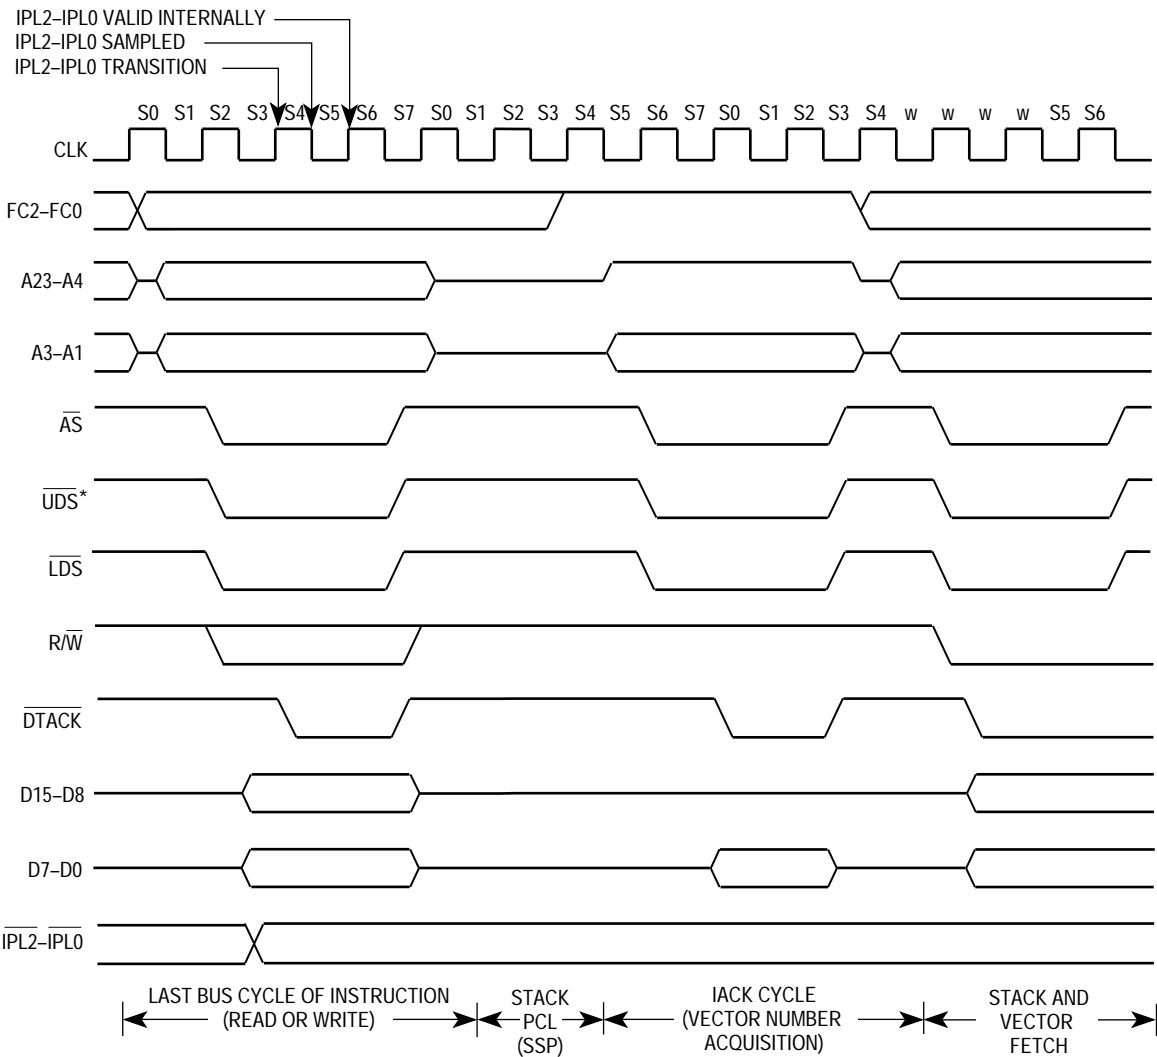 IPL2–IPL0 VALID INTERNALLY
IPL2–IPL0 SAMPLED
IPL2–IPL0 TRANSITION
S0 S1 S2 S3 S4 S5 S6 S7 S0 S1 S2 S3 S4 S5 S6 S7 S0 S1 S2 S3 S4 w w w w S5 S6
CLK
FC2–FC0
A23–A4
A3–A1
AS
UDS*
LDS
R/W
DTACK
D15–D8
D7–D0
IPL2–IPL0
LAST BUS CYCLE OF INSTRUCTION
(READ OR WRITE)
STACK
PCL
(SSP)
IACK CYCLE
(VECTOR NUMBER
ACQUISITION)
STACK AND
VECTOR
FETCH